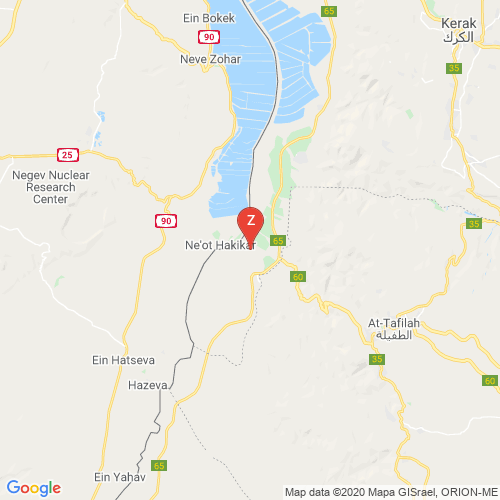 Ein Bokek
65
90
Kerak
الكرك
Neve Zohar
35
25
Negev Nuclear
Research
Center
Z
90
35
Ne'ot Hakikar
65
60
At-Tafilah
الطفيلة
Ein Hatseva
35
Hazeva
60
65
Ein Yahav
Google
Map data ©2020 Mapa GISrael, ORION-ME